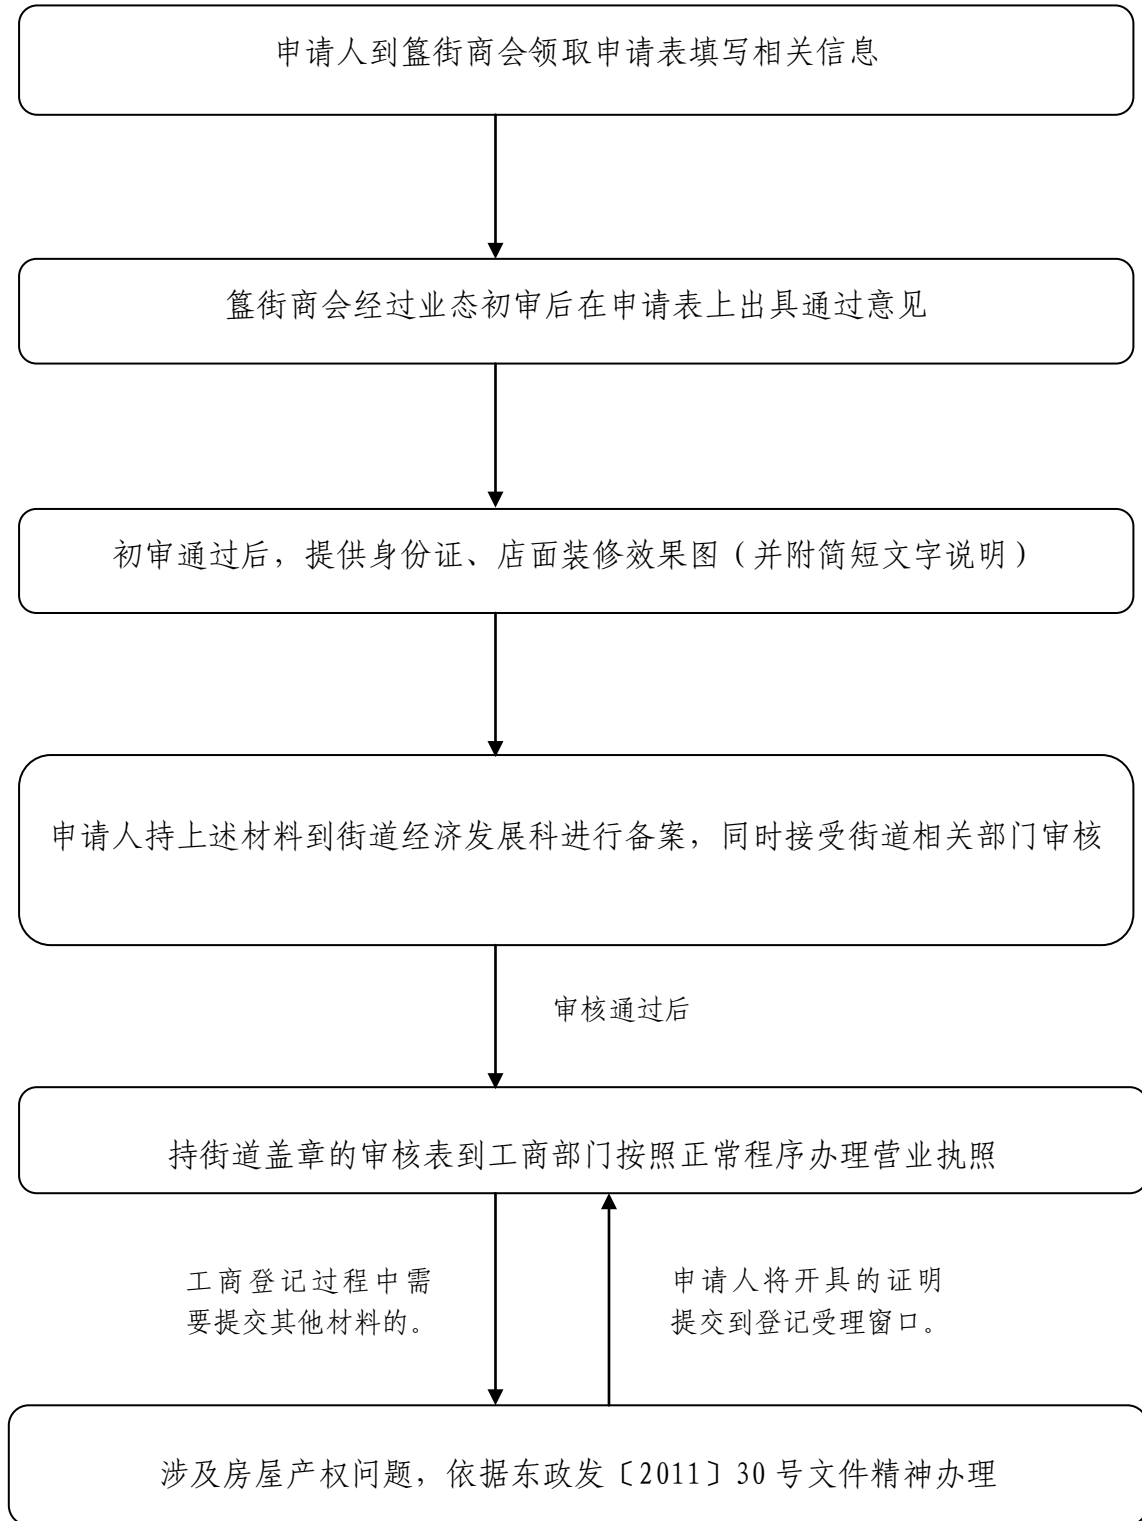 申请人到簋街商会领取申请表填写相关信息
簋街商会经过业态初审后在申请表上出具通过意见
初审通过后，提供身份证、店面装修效果图（并附简短文字说明）
申请人持上述材料到街道经济发展科进行备案，同时接受街道相关部门审核
审核通过后
持街道盖章的审核表到工商部门按照正常程序办理营业执照
工商登记过程中需
要提交其他材料的。
申请人将开具的证明
提交到登记受理窗口。
涉及房屋产权问题，依据东政发〔2011〕30号文件精神办理